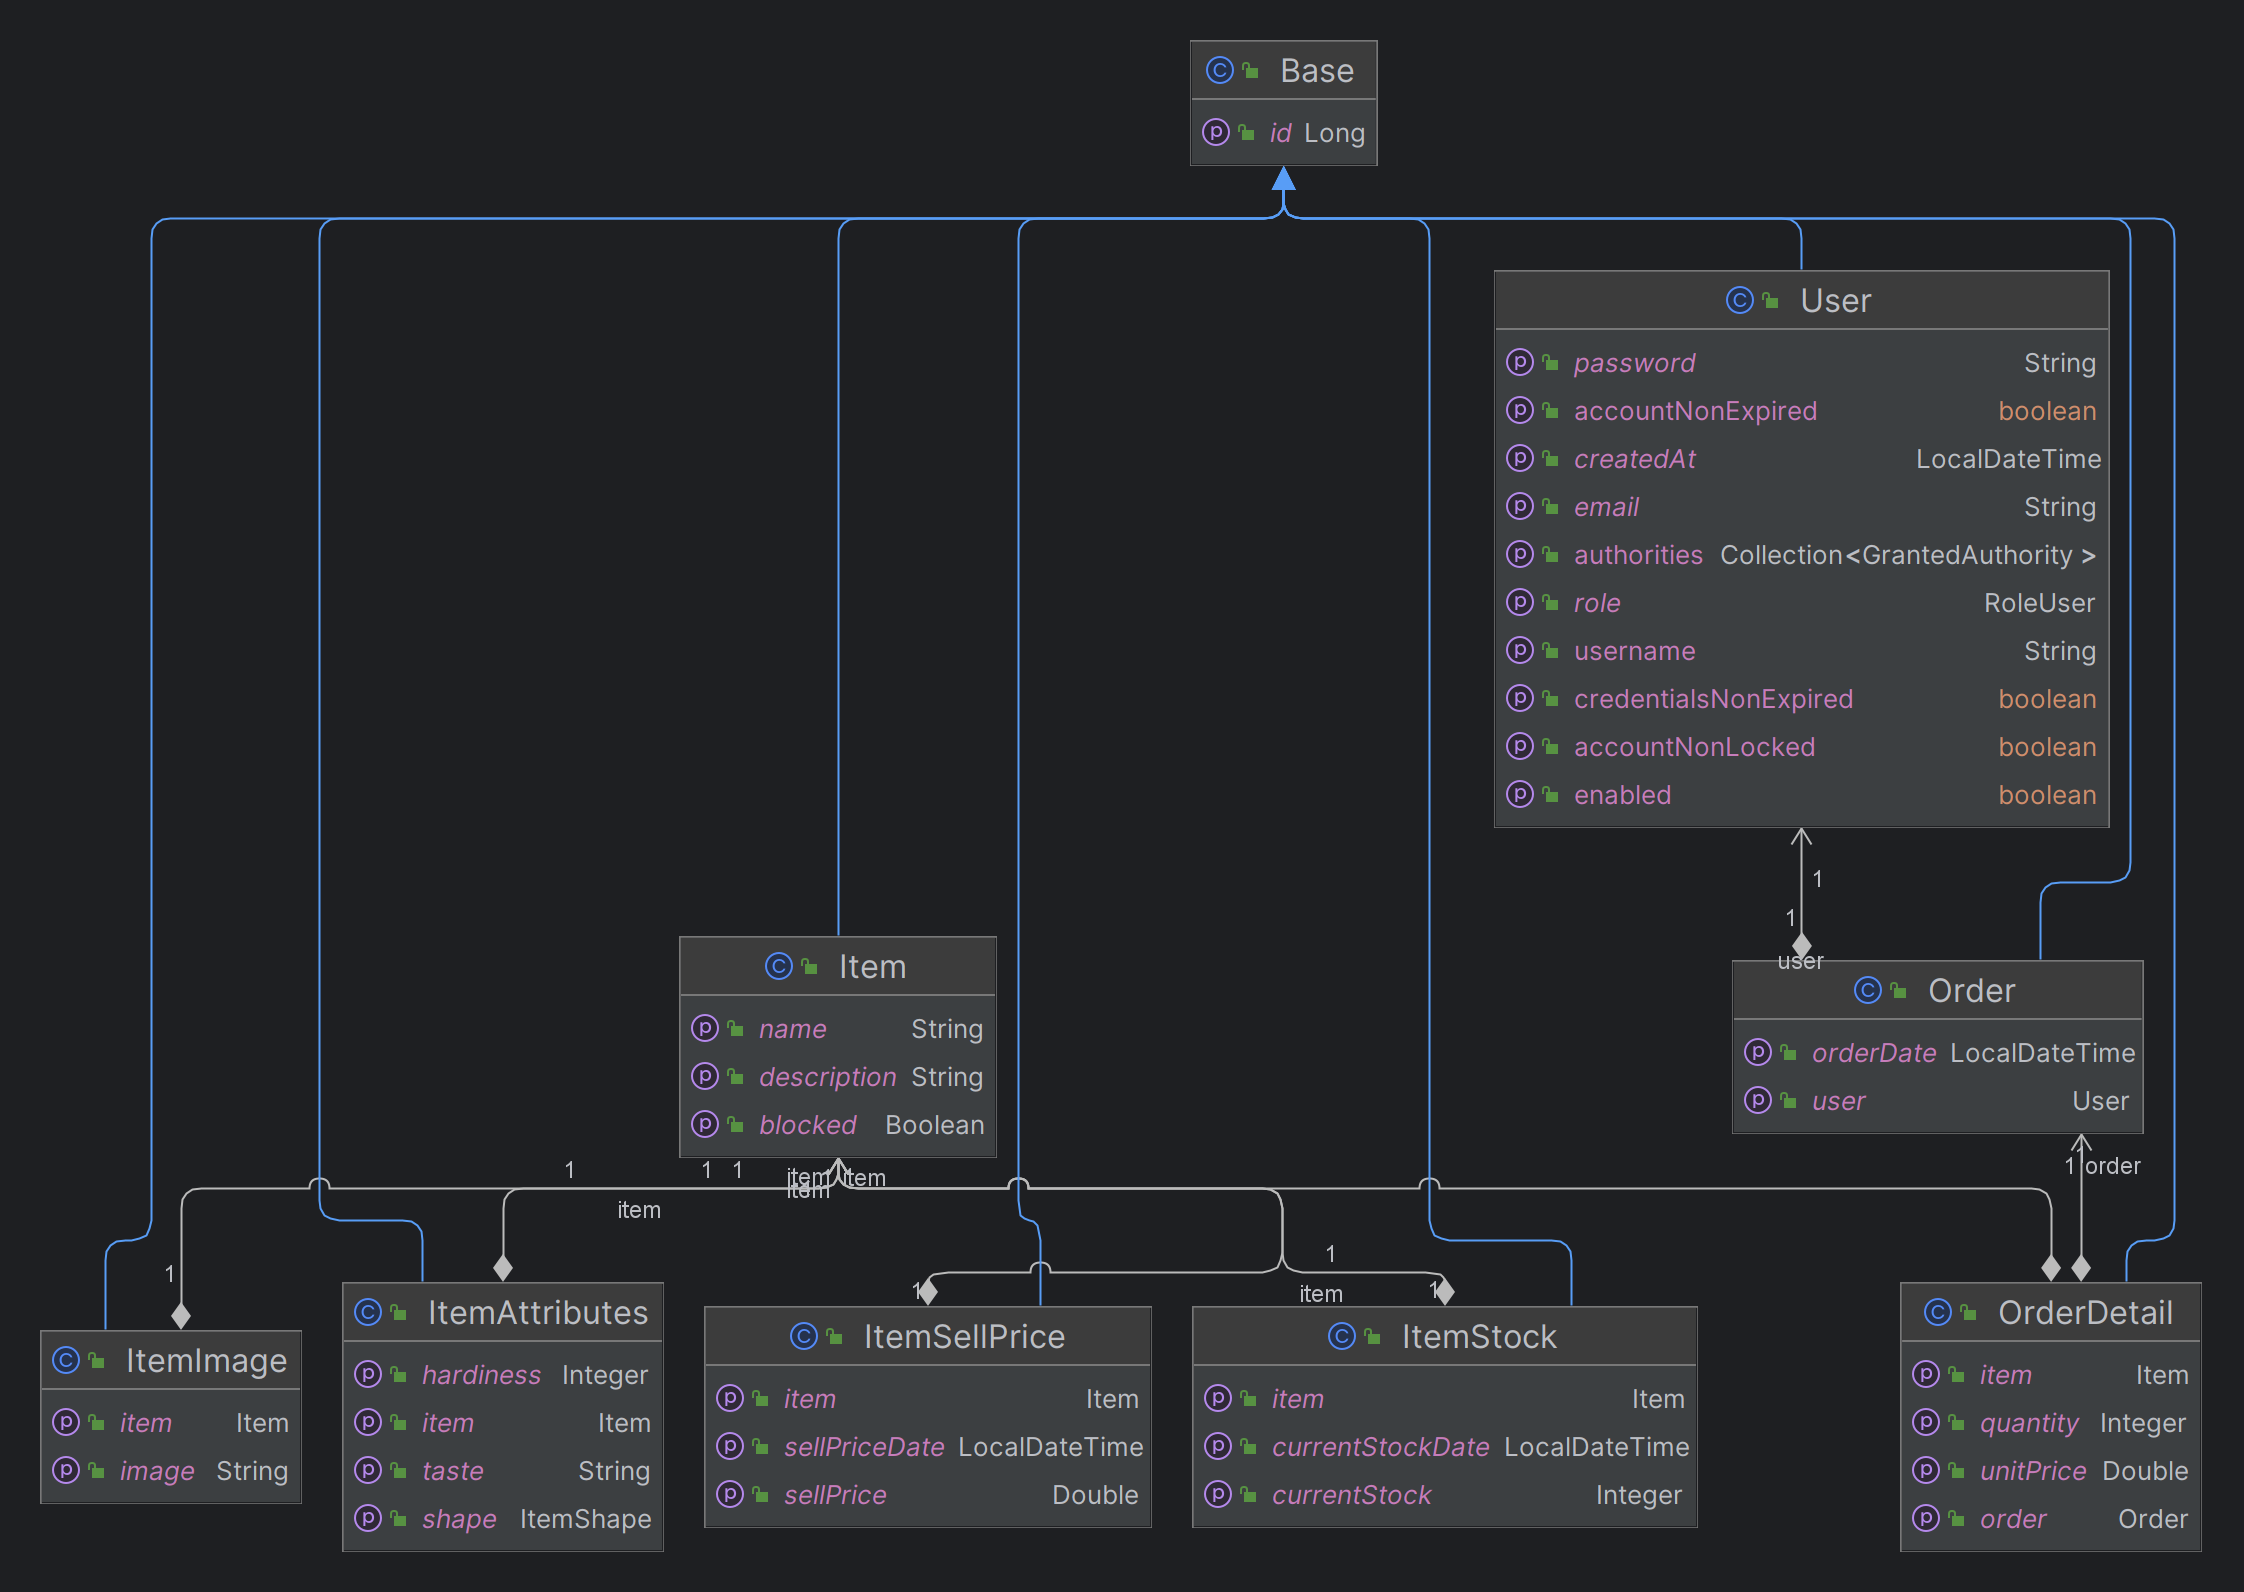 Base
id Long
User
password String
accountNonExpired boolean
createdAt LocalDateTime
email String
authorities Collection<GrantedAuthority >
role RoleUser
username String
credentialsNonExpired boolean
accountNonLocked boolean
enabled boolean
1
1
user
Item
name String
description String
blocked Boolean
Order
orderDate LocalDateTime
user User
1 1 1
item item
item
item
1 1 order
1
1
item
1 1
ItemImage
item Item
image String
ItemAttributes
hardiness Integer
item Item
taste String
shape ItemShape
ItemSellPrice
item Item
sellPriceDate LocalDateTime
sellPrice Double
ItemStock
item Item
currentStockDate LocalDateTime
currentStock Integer
OrderDetail
item Item
quantity Integer
unitPrice Double
order Order